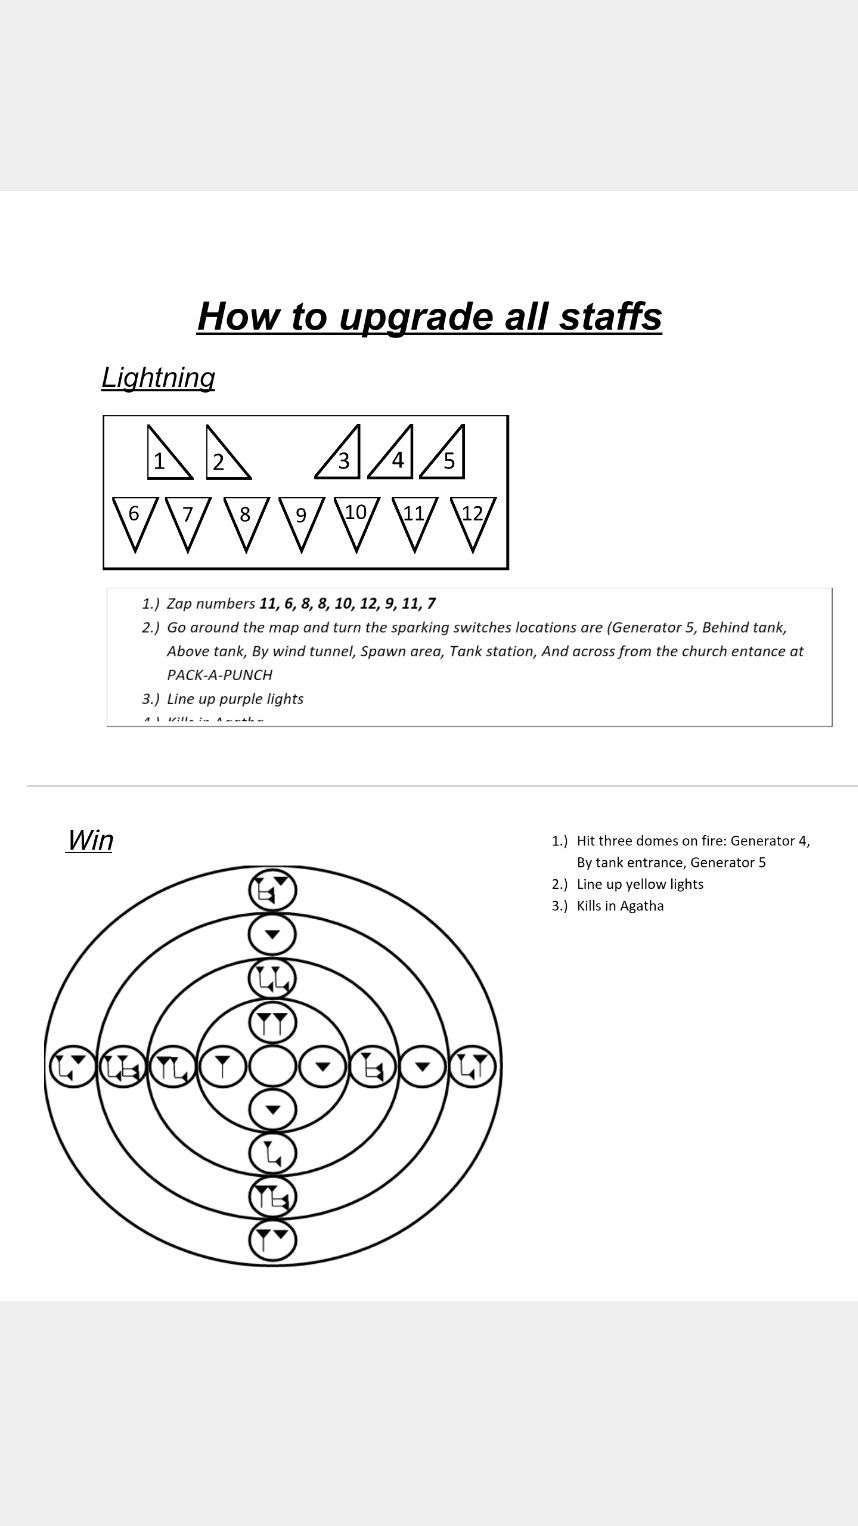 How to upgrade all staffs
Lightning
1 2 3 4 5
6 7 8 9 10 11 12
1.) Zap numbers 11, 6, 8, 8, 10, 12, 9, 11, 7
2.) Go around the map and turn the sparking switches locations are (Generator 5, Behind tank,
Above tank, By wind tunnel, Spawn area, Tank station, And across from the church entance at
PACK-A-PUNCH
3.) Line up purple lights
4.) Kills in Agatha
Win
1.) Hit three domes on fire: Generator 4,
By tank entrance, Generator 5
2.) Line up yellow lights
3.) Kills in Agatha